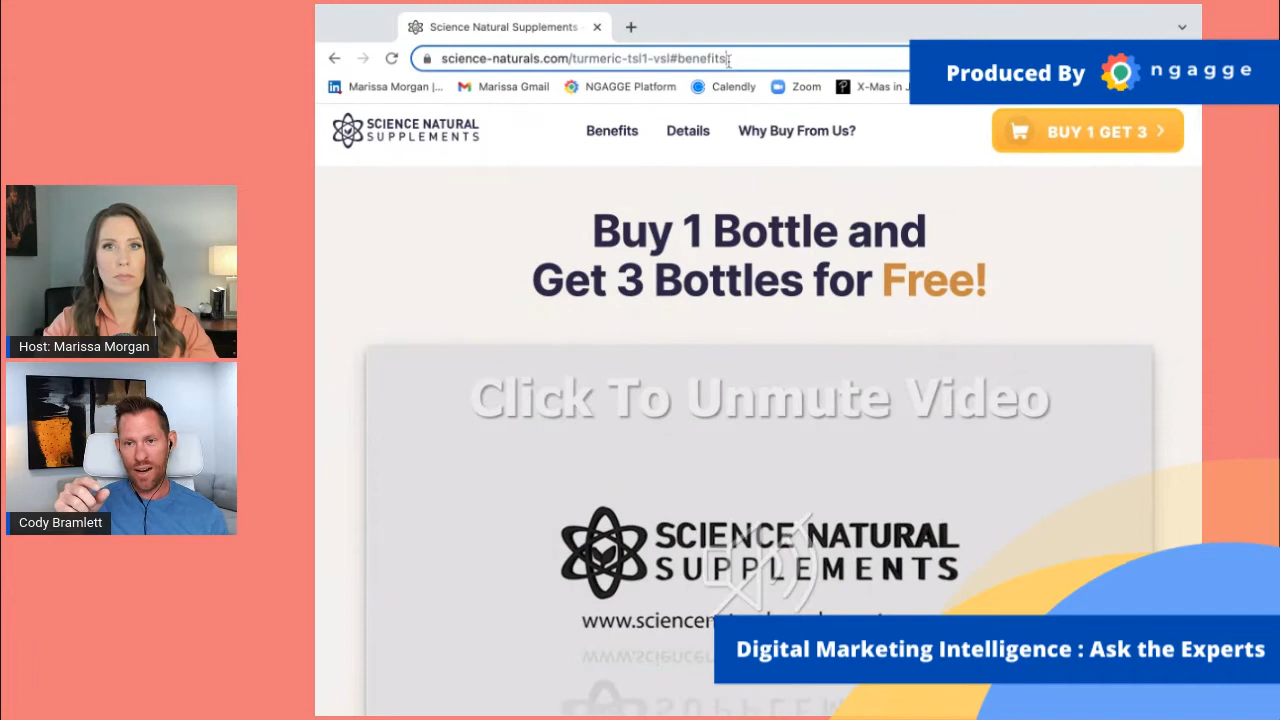 Science Natural Supplements
science-naturals.com/turmeric-tsl1-vsl#benefits
Marissa Morgan |...
Marissa Gmail
NGAGGE Platform
Calendly
Zoom
X-Mas in J
Produced By ngagge
SCIENCE NATURAL
SUPPLEMENTS
Benefits
Details
Why Buy From Us?
BUY 1 GET 3
Buy 1 Bottle and
Get 3 Bottles for Free!
Click To Unmute Video
Host: Marissa Morgan
Cody Bramlett
SCIENCE NATURAL
SUPPLEMENTS
Digital Marketing Intelligence : Ask the Experts